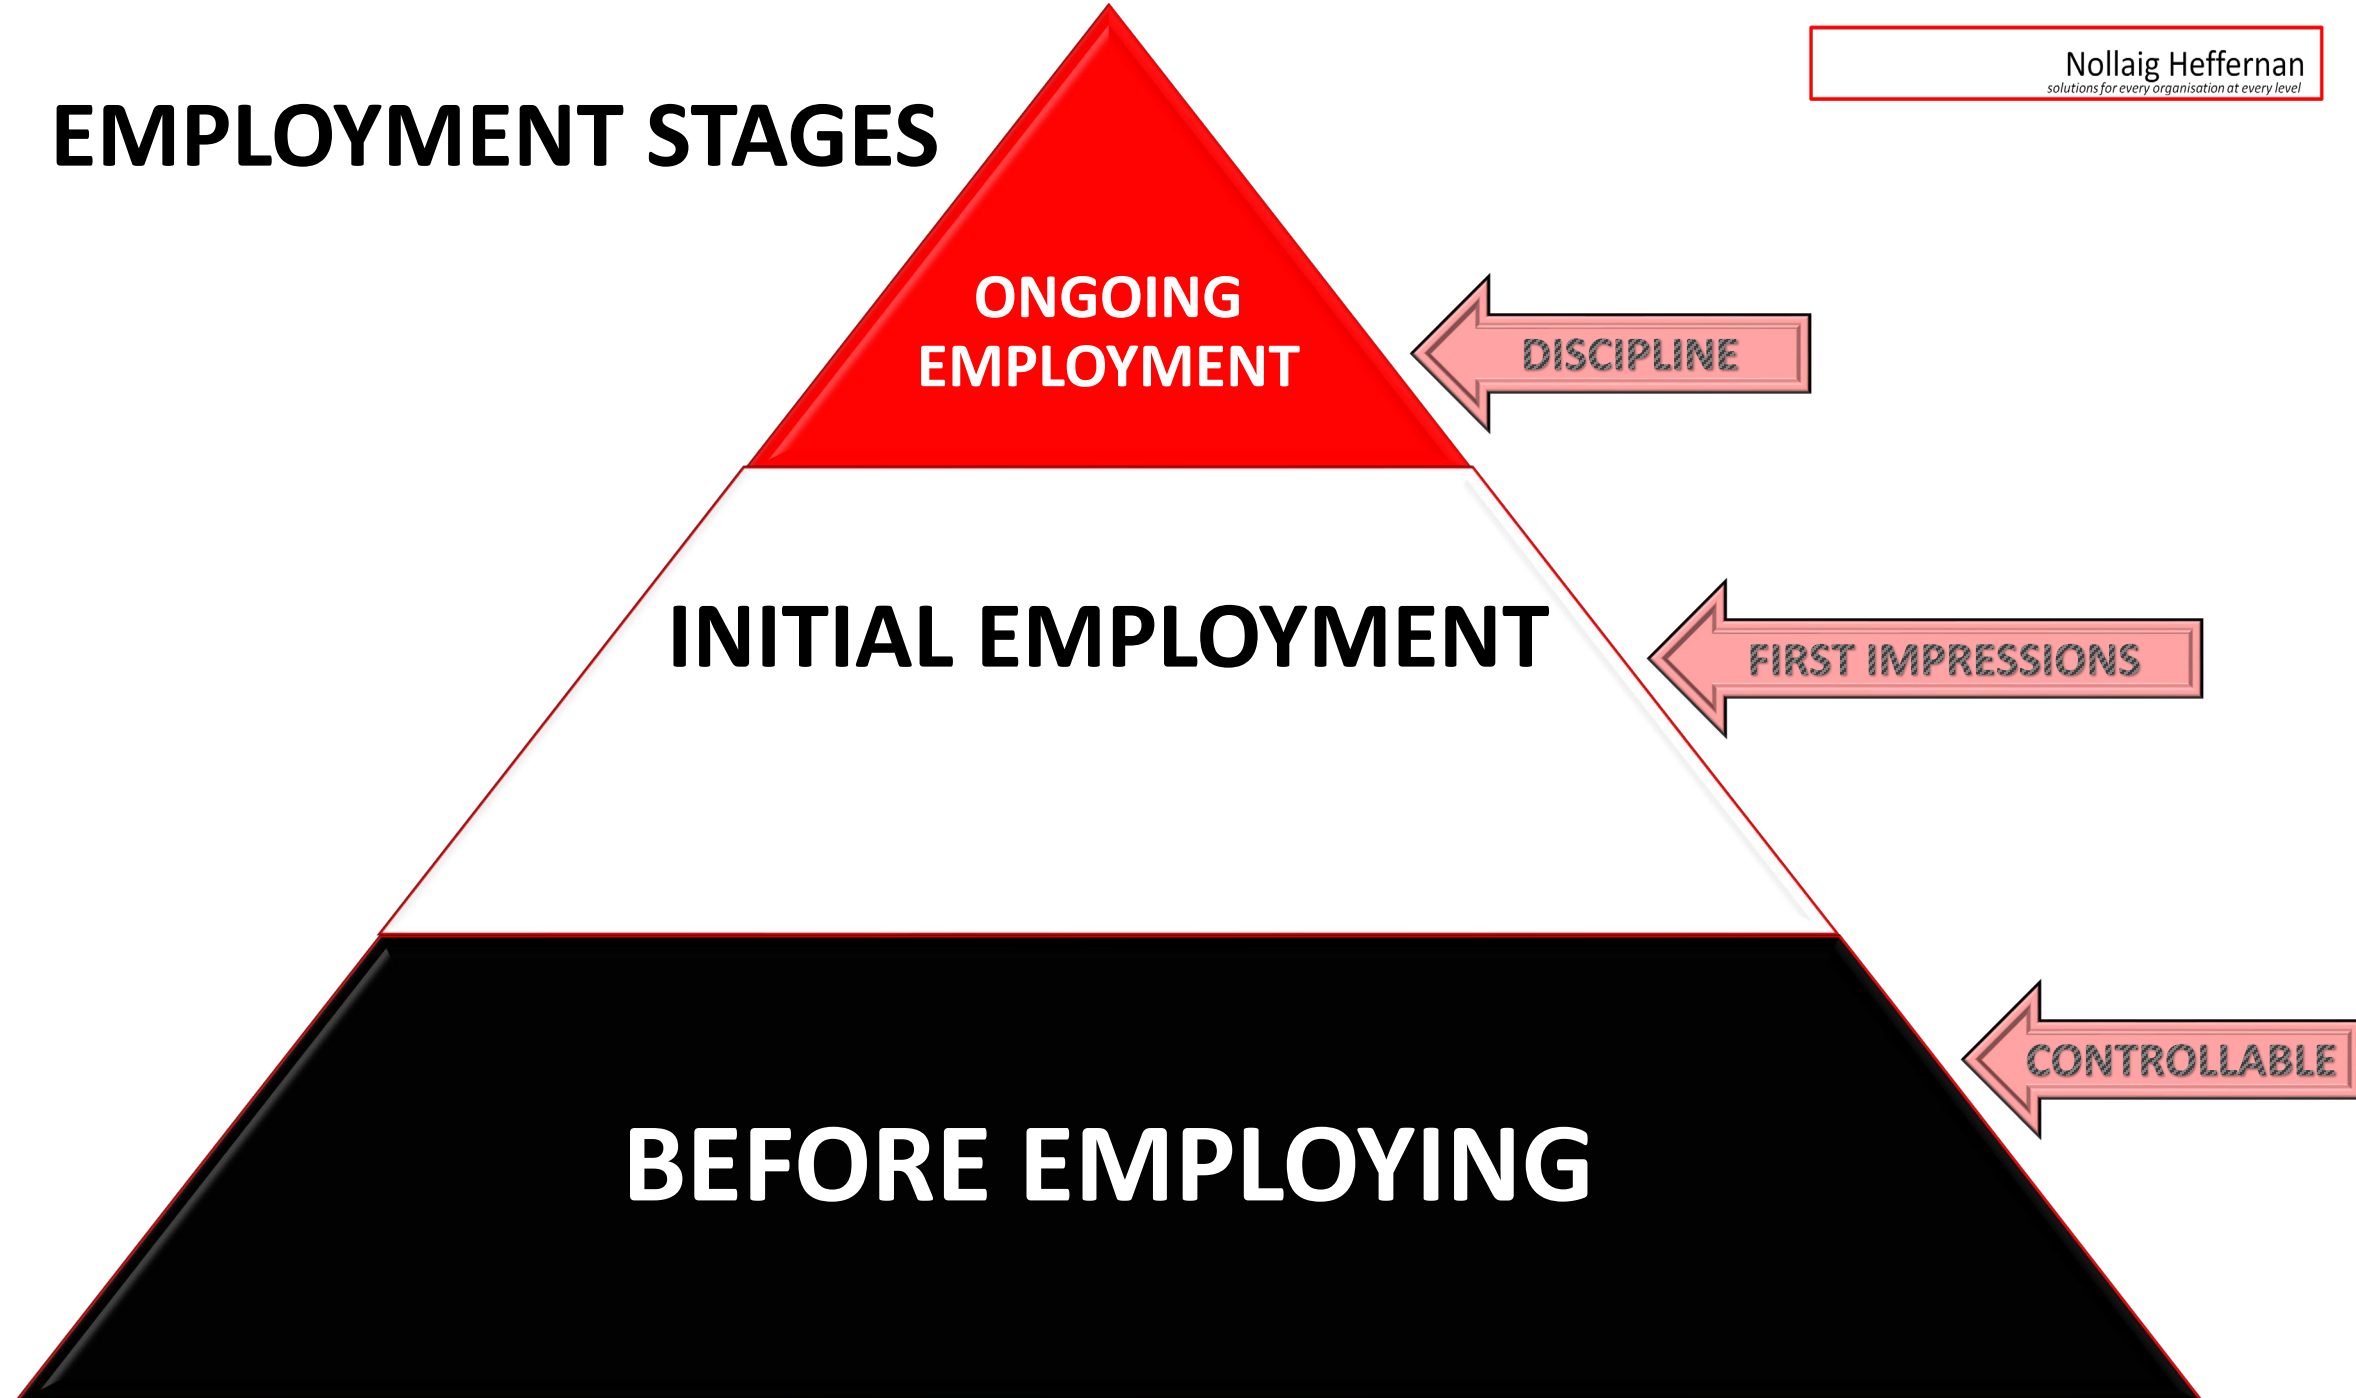 EMPLOYMENT STAGES
Nollaig Heffernan
solutions for every organisation at every level
ONGOING
EMPLOYMENT
DISCIPLINE
INITIAL EMPLOYMENT
FIRST IMPRESSIONS
CONTROLLABLE
BEFORE EMPLOYING